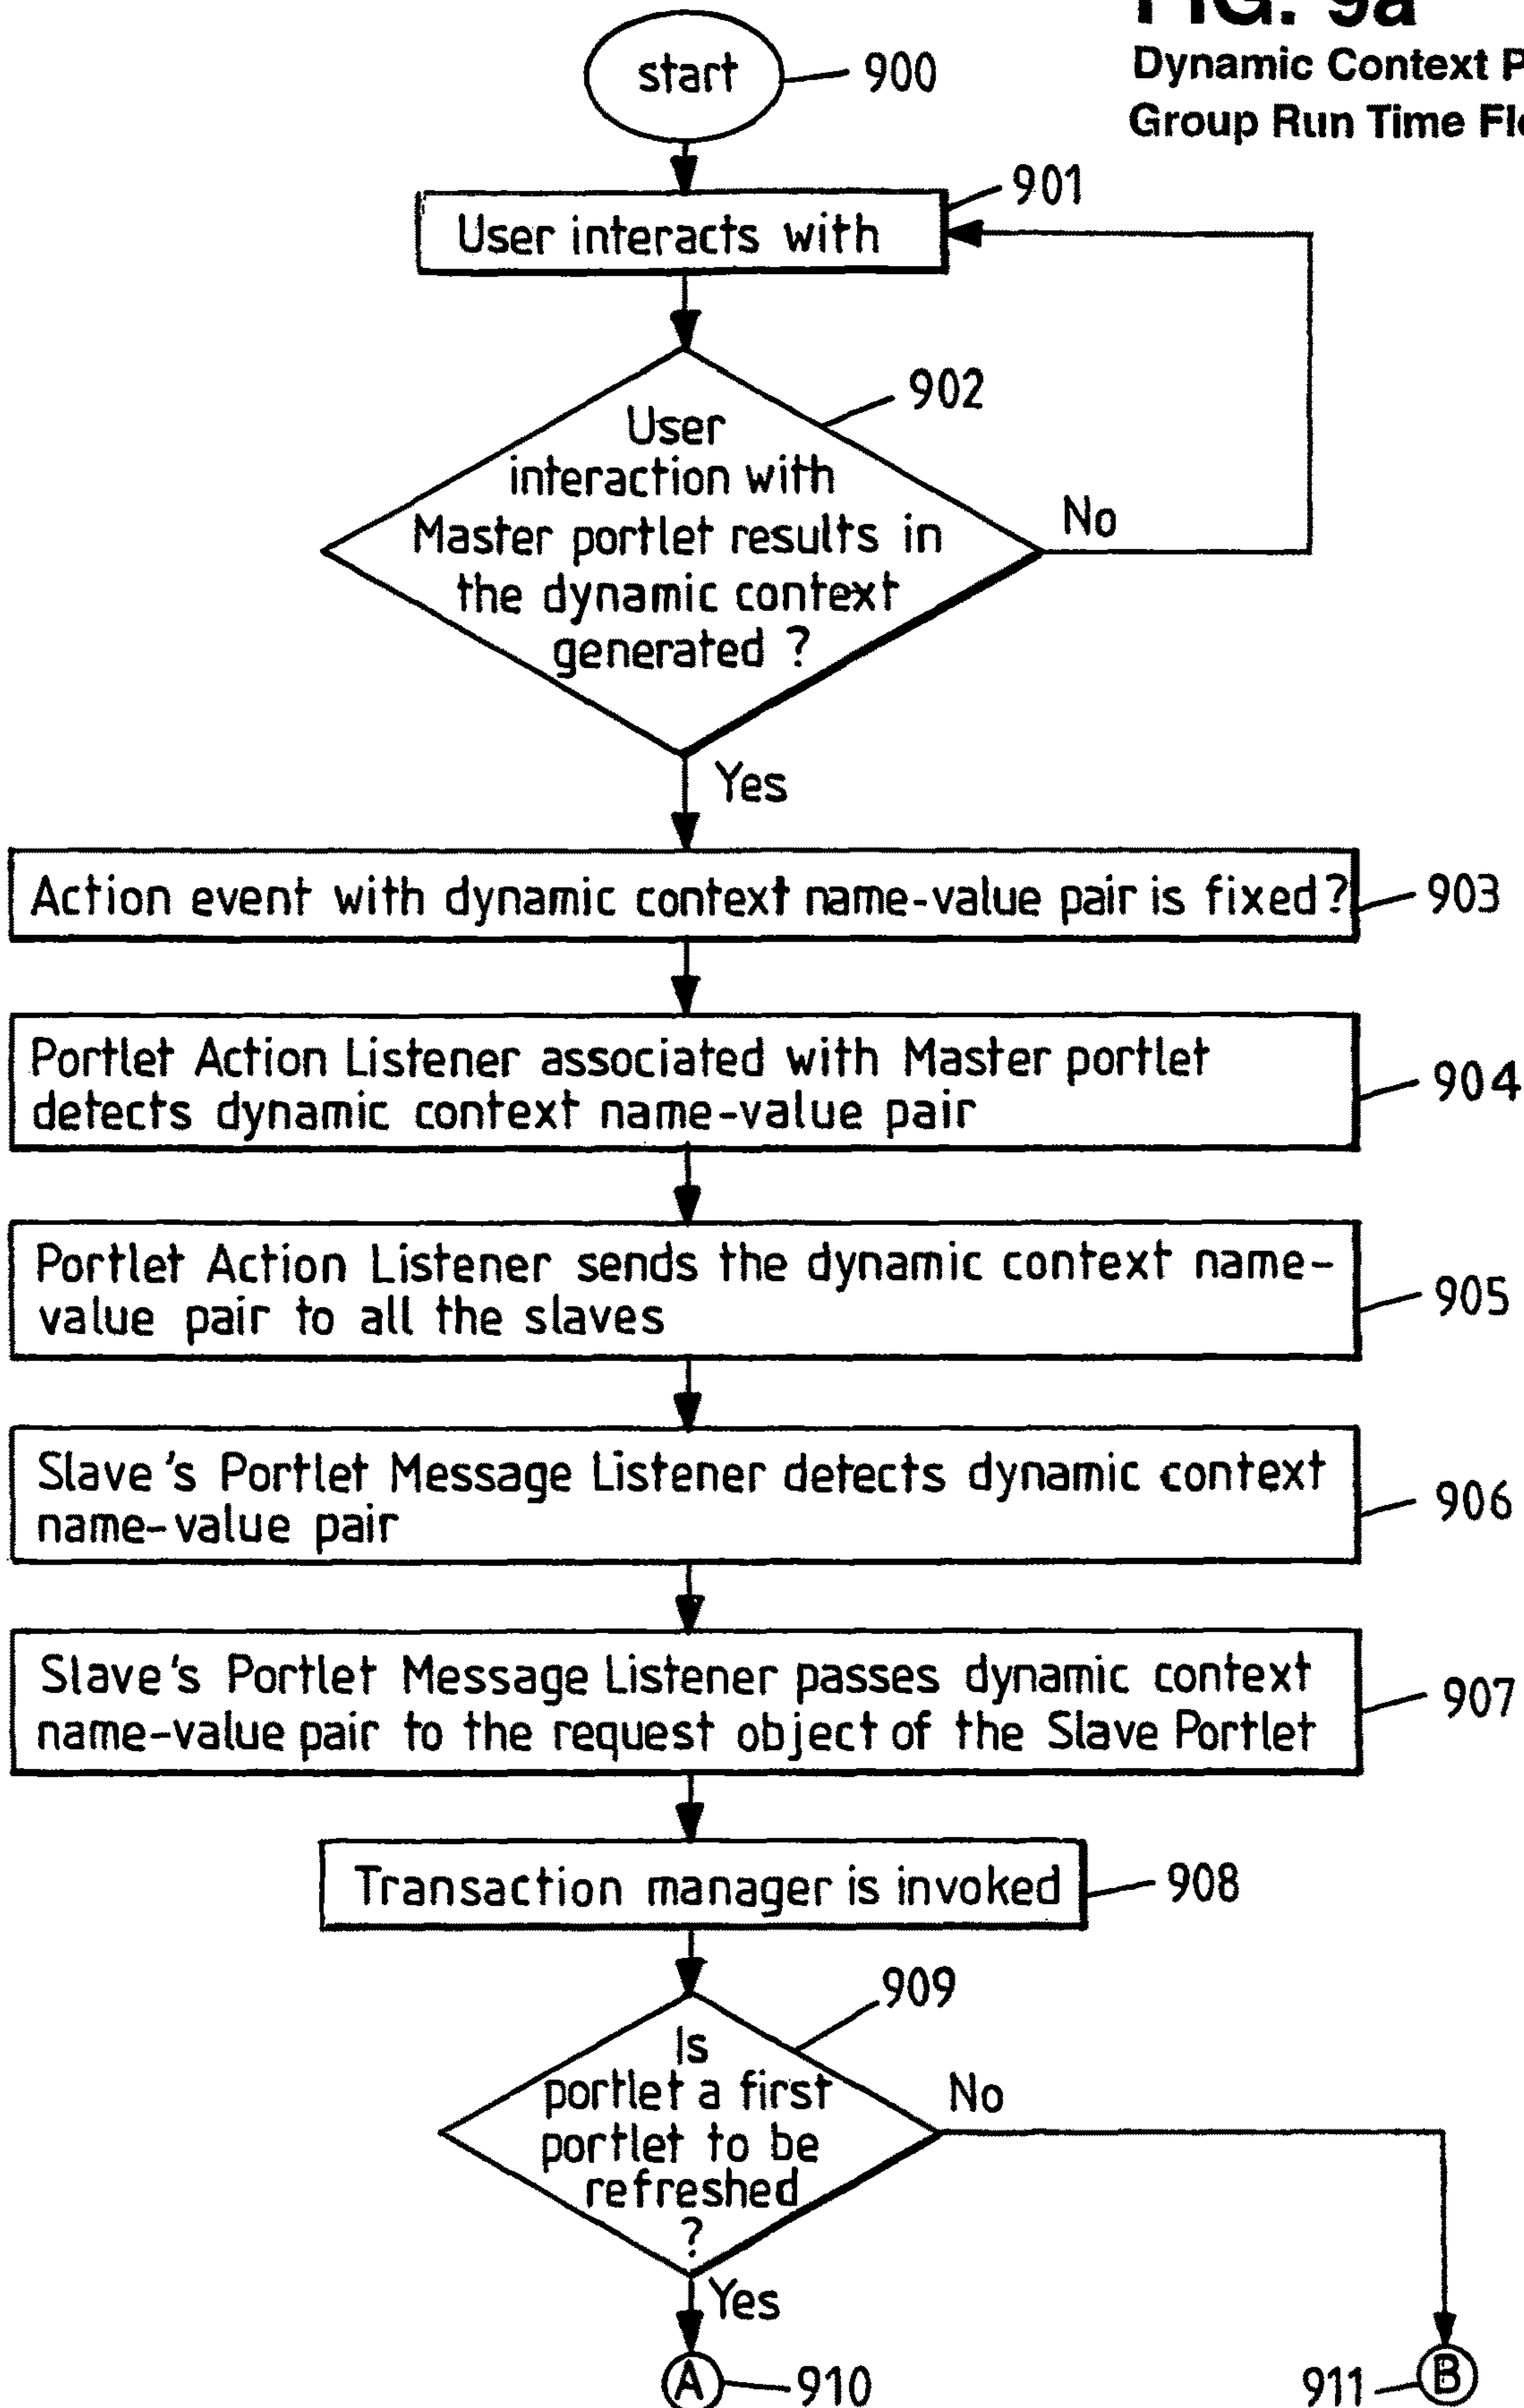 FIG. 9a
Dynamic Context
Group Run Time
start
900
901
User interacts with
902
User
interaction with
Master portlet results in
the dynamic context
generated ?
No
Yes
Action event with dynamic context name-value pair is fixed?
903
Portlet Action Listener associated with Master portlet
detects dynamic context name-value pair
904
Portlet Action Listener sends the dynamic context name-
value pair to all the slaves
905
Slave's Portlet Message Listener detects dynamic context
name-value pair
906
Slave's Portlet Message Listener passes dynamic context
name-value pair to the request object of the Slave Portlet
907
Transaction manager is invoked
908
909
Is
portlet a first
portlet to be
refreshed
?
No
Yes
A
910
911
B